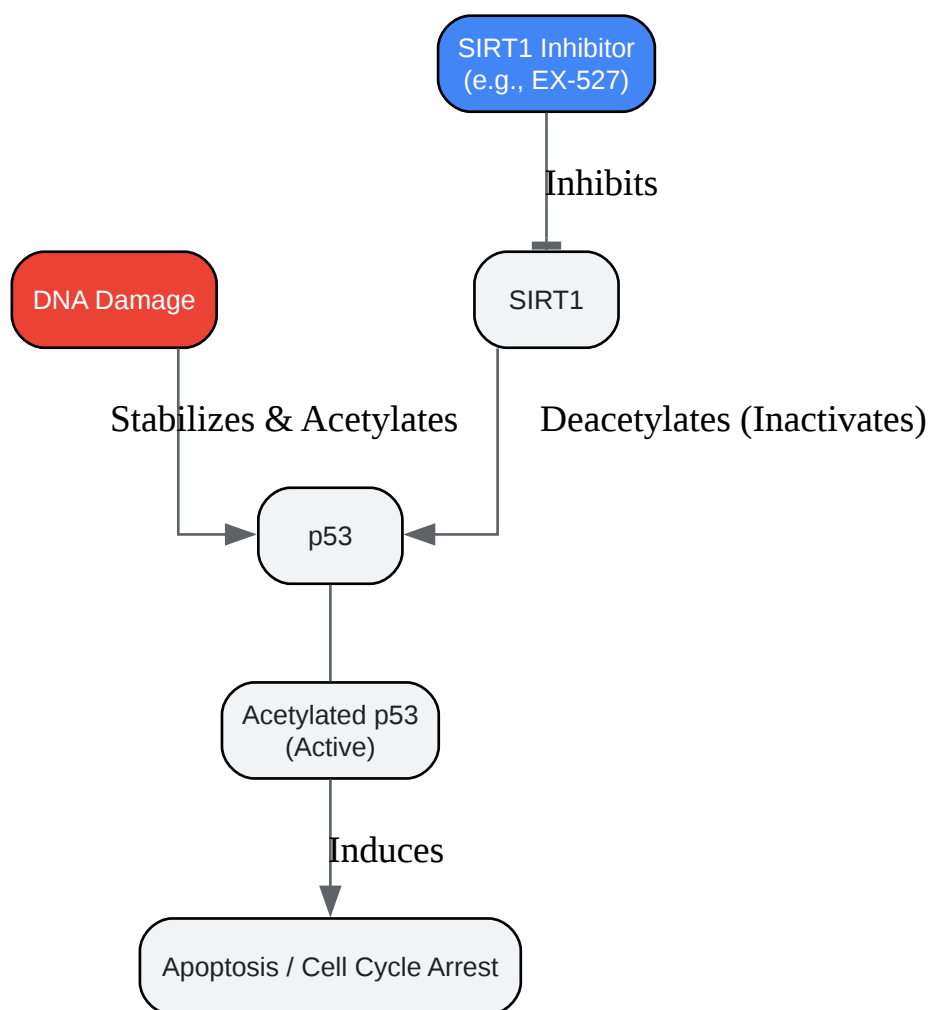 SIRT1 Inhibitor
(e.g., EX-527)
Inhibits
DNA Damage
SIRT1
Stabilizes & Acetylates
Deacetylates (Inactivates)
p53
Acetylated p53
(Active)
Induces
Apoptosis / Cell Cycle Arrest